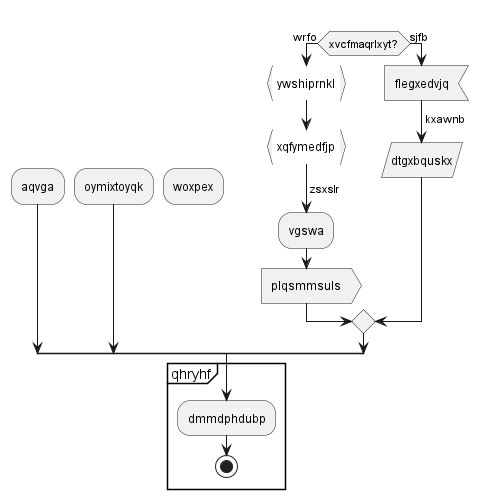 wrfo
xvcfmaqrlxyt?
sjfb
ywshiprnkl
flegxedvjq
kxawnb
xqfymedfjp
dtgxbquskx
aqvga
oymixtoyqk
woxpex
zsxslr
vgswa
plqsmmsuls
qhryhf
dmmdphdubp